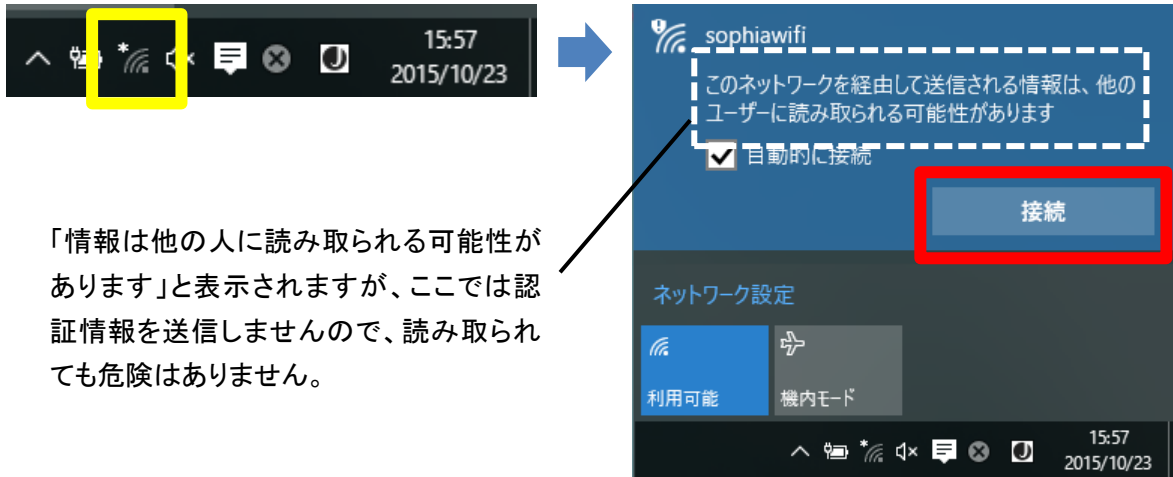 15:57
2015/10/23
sophiawifi
このネットワークを経由して送信される情報は、他の
ユーザーに読み取られる可能性があります
自動的に接続
接続
「情報は他の人に読み取られる可能性が
あります」と表示されますが、ここでは認
証情報を送信しませんので、読み取られ
ても危険はありません。
ネットワーク設定
利用可能
機内モード
15:57
2015/10/23